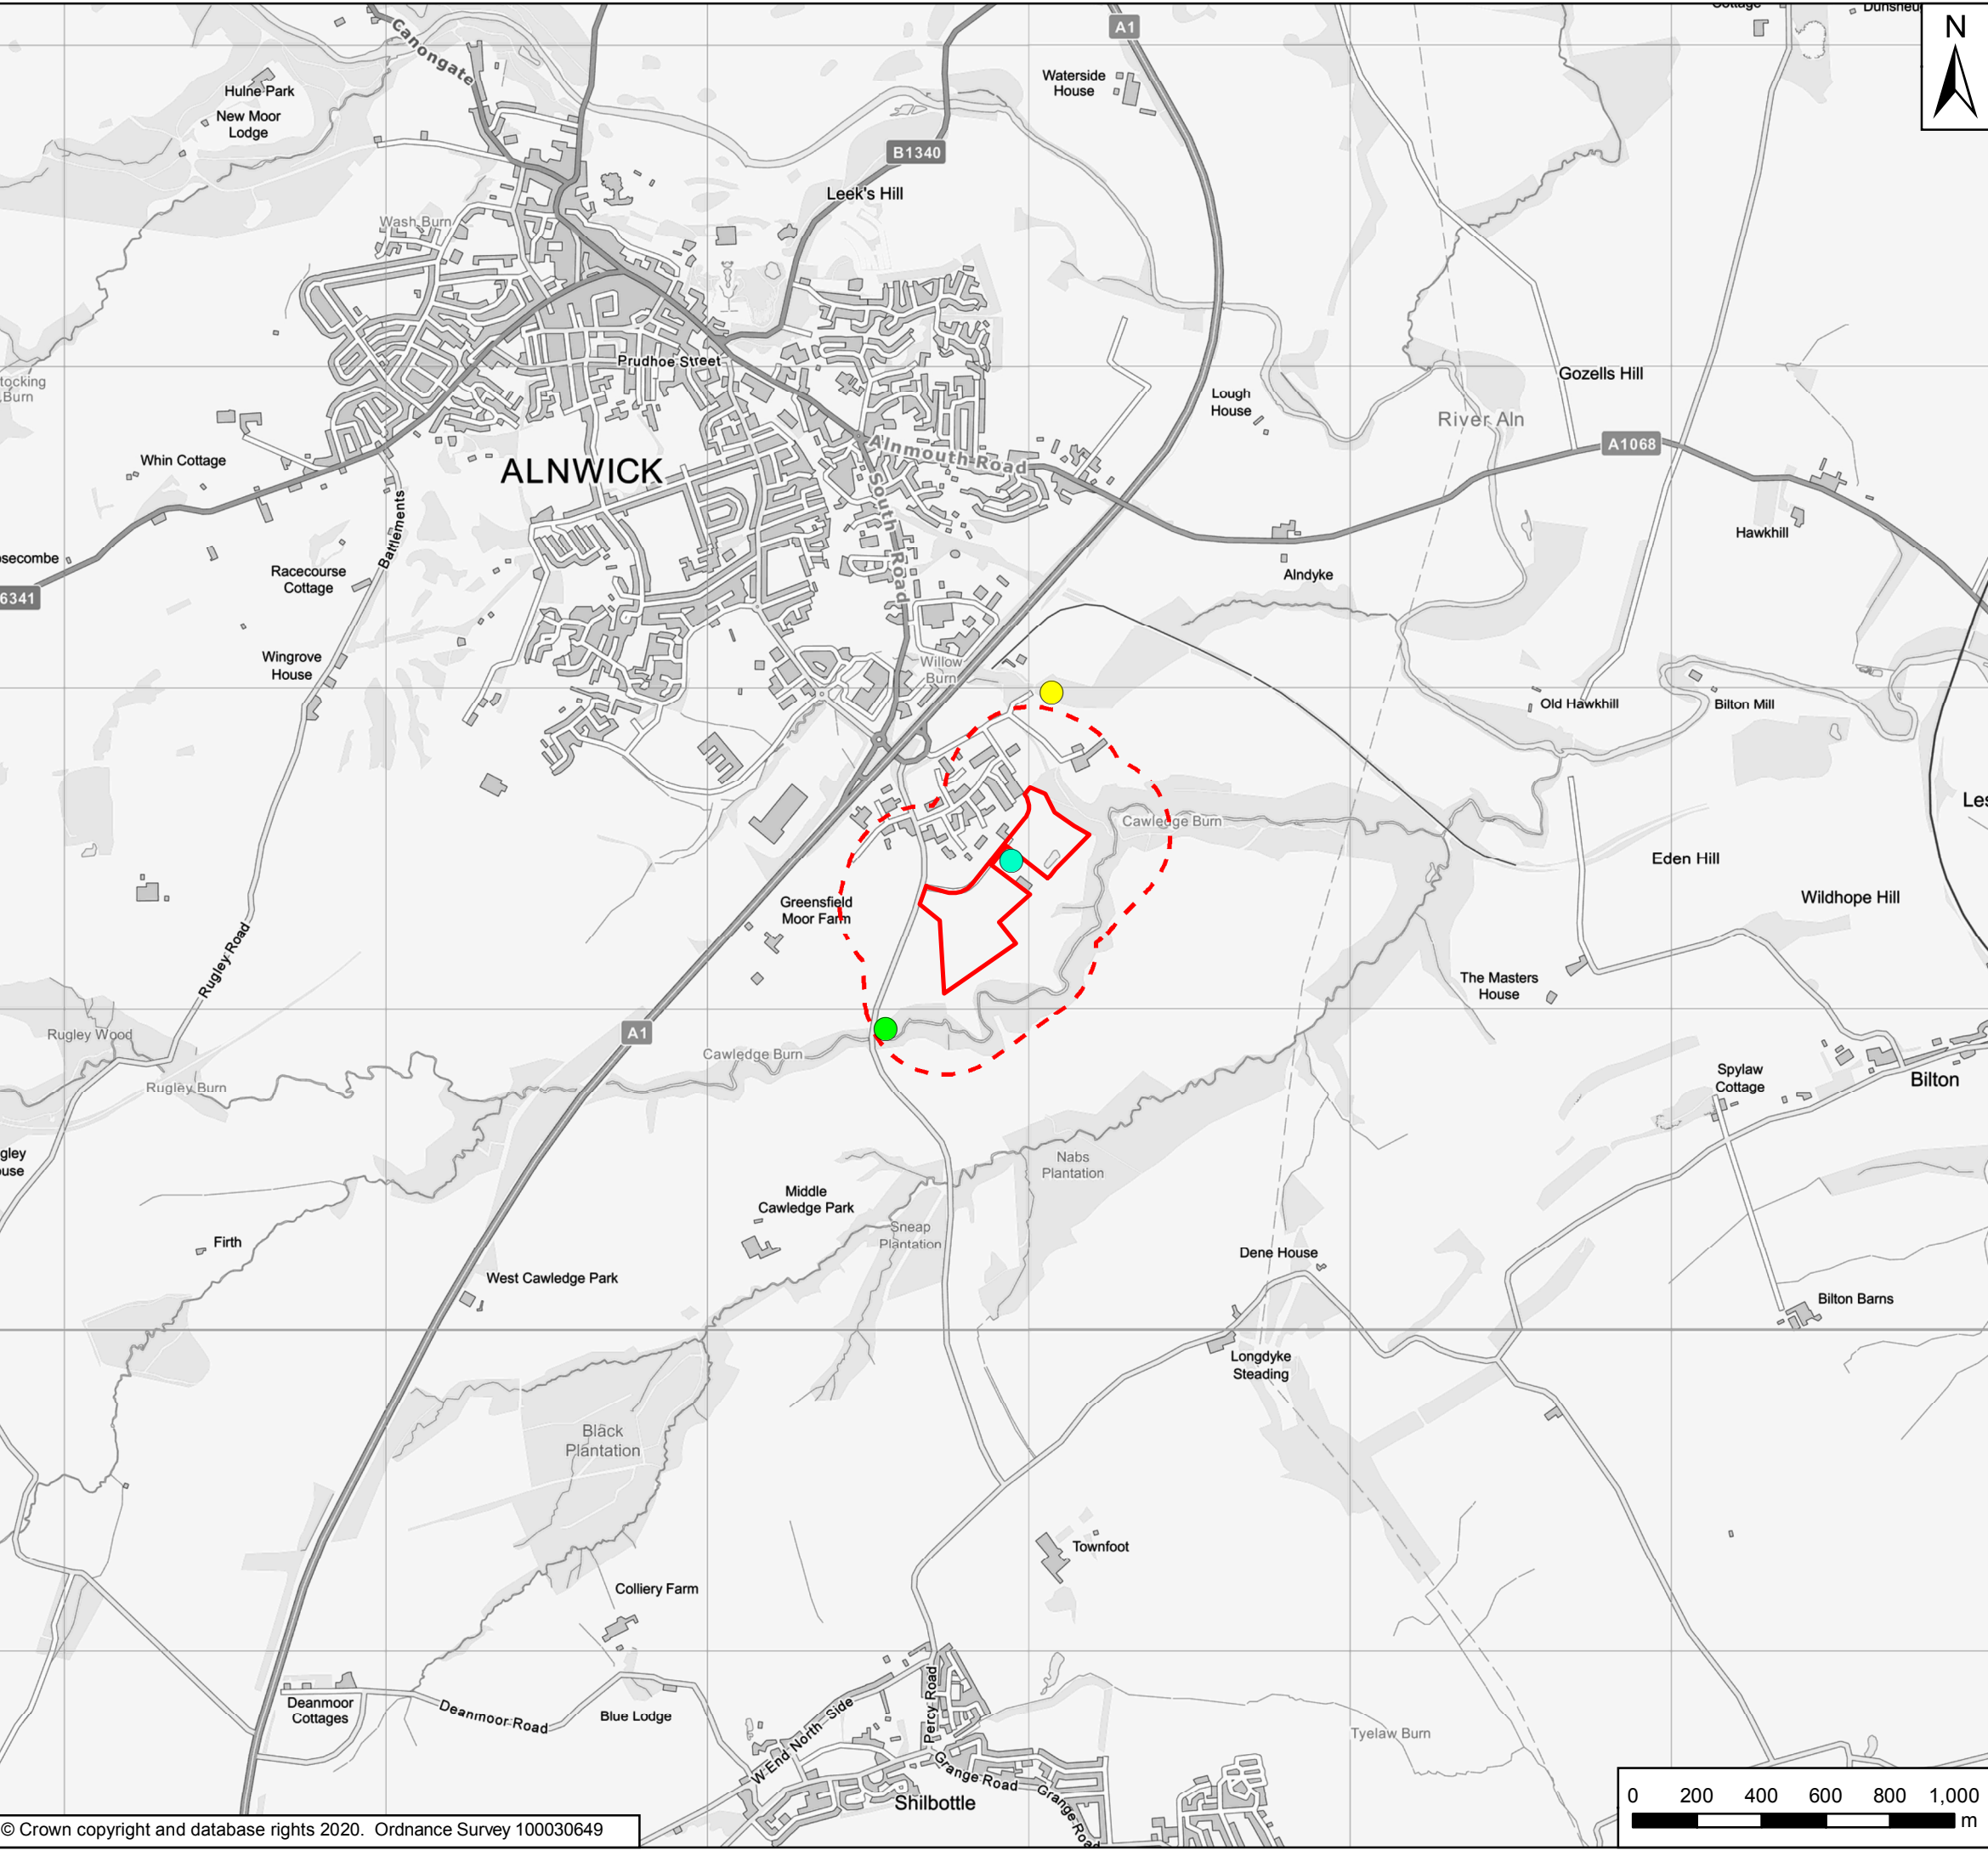 Canongate
A1
Cottage
N
Hulne Park
New Moor
Lodge
Waterside
House
B1340
Leek's Hill
Wash Burn
Prudhoe Street
Burn
Gozells Hill
Lough
House
River Aln
A1068
Alnmouth Road
Whin Cottage
ALNWICK
South Road
Battlements
Hawkhill
Racecourse
Cottage
Alndyke
6341
Wingrove
House
Willow
Burn
Old Hawkhill
Bilton Mill
Cawledge Burn
Eden Hill
Wildhope Hill
Greensfield
Moor Farm
Rugley Road
The Masters
House
A1
Rugley Wood
Cawledge Burn
Rugley Burn
Spylaw
Cottage
Bilton
Nabs
Plantation
Middle
Cawledge Park
Sneap
Plantation
Firth
Dene House
West Cawledge Park
Bilton Barns
Longdyke
Steading
Black
Plantation
Townfoot
Colliery Farm
Deanmoor
Cottages
Deanmoor Road
Blue Lodge
W End North Side
Percy Road
Tyelaw Burn
Grange Road
Grange Road
Shilbottle
0 200 400 600 800 1,000
m
© Crown copyright and database rights 2020. Ordnance Survey 100030649